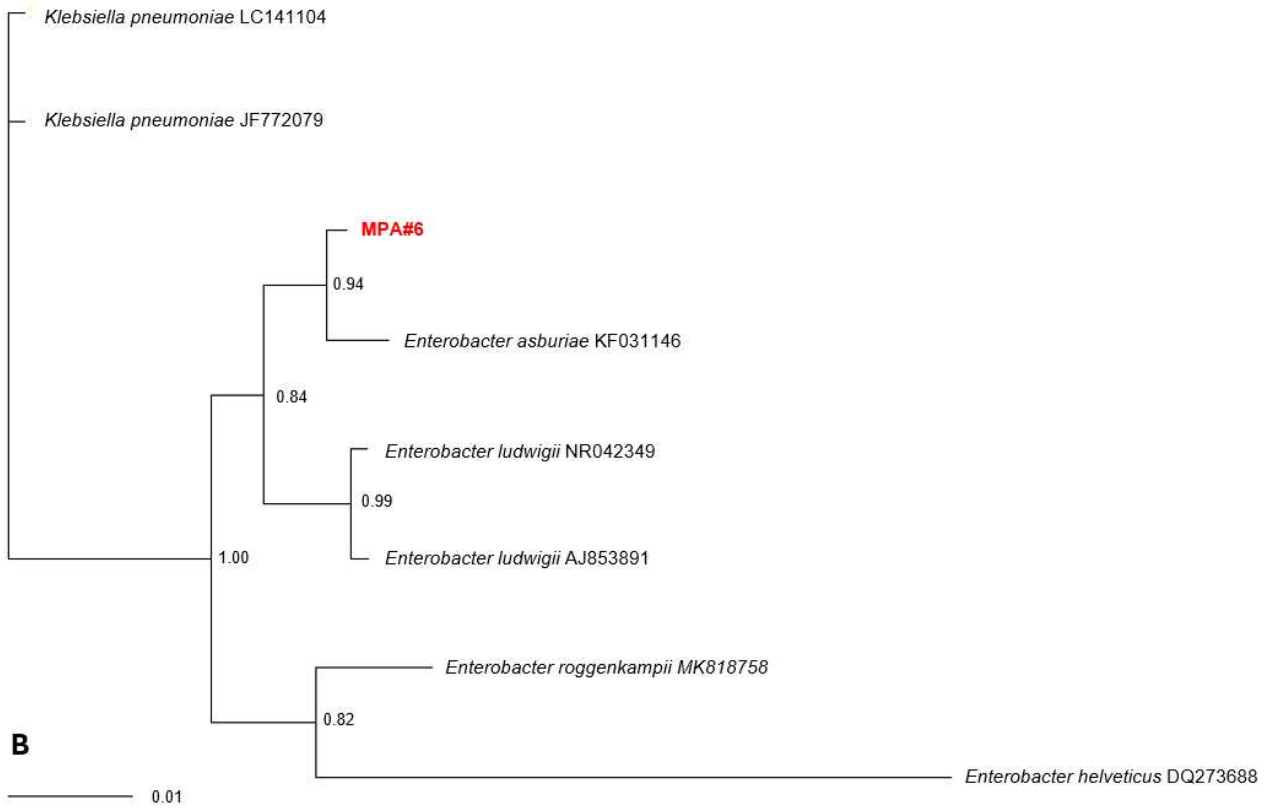 Klebsiella pneumoniae LC141104
Klebsiella pneumoniae JF772079
MPA#6
0.94
Enterobacter asburiae KF031146
0.84
Enterobacter ludwigii NR042349
0.99
Enterobacter ludwigii AJ853891
1.00
Enterobacter roggenkampii MK818758
0.82
B
Enterobacter helveticus DQ273688
0.01